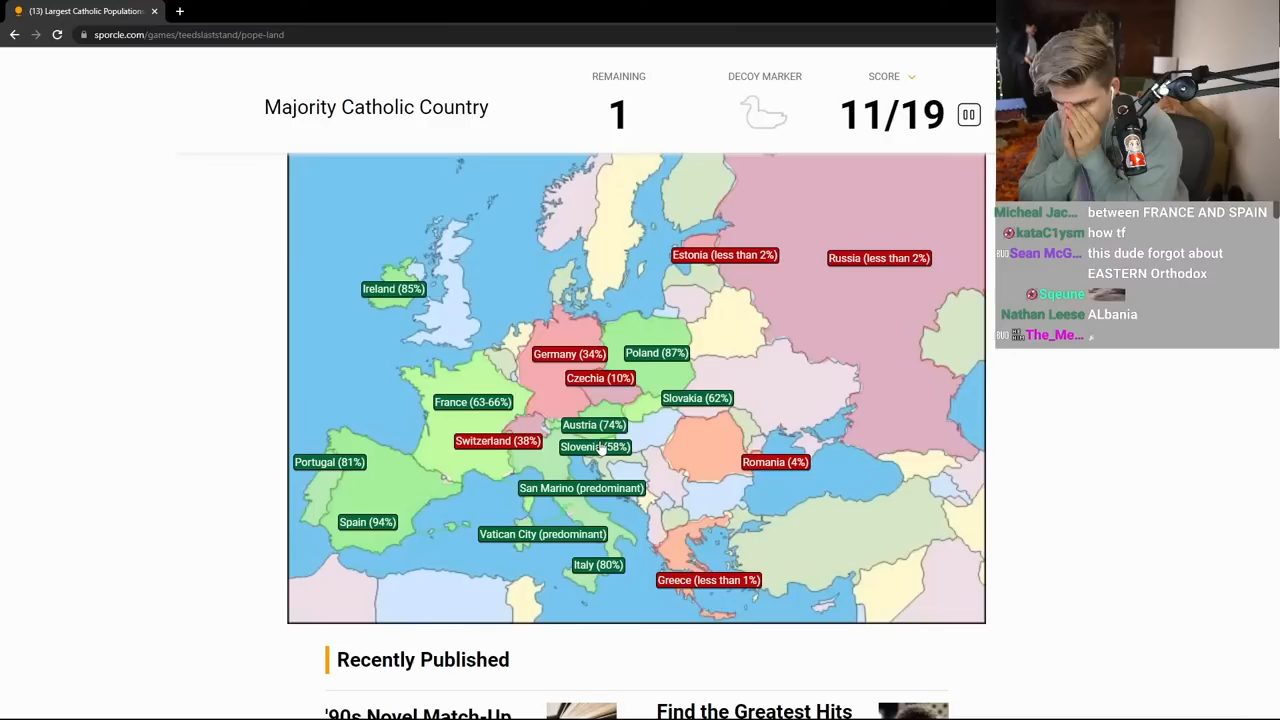 (13) Largest Catholic Population
sporcle.com/games/teedslaststand/pope-land
Majority Catholic Country
REMAINING
1
DECOY MARKER
SCORE
11/19
Estonia (less than 2%)
Russia (less than 2%)
Ireland (85%)
Germany (34%)
Poland (87%)
Czechia (10%)
France (63-66%)
Slovakia (62%)
Austria (74%)
Switzerland (38%)
Slovenia (58%)
Portugal (81%)
Romania (4%)
San Marino (predominant)
Spain (94%)
Vatican City (predominant)
Italy (80%)
Greece (less than 1%)
Recently Published
'90s Novel Match-Up
Find the Greatest Hits
Micheal Jac... between FRANCE AND SPAIN
kataC1ysm how tf
BUD Sean McG... this dude forgot about
EASTERN Orthodox
Sqeune
Nathan Leese ALbania
BUD The_Me...